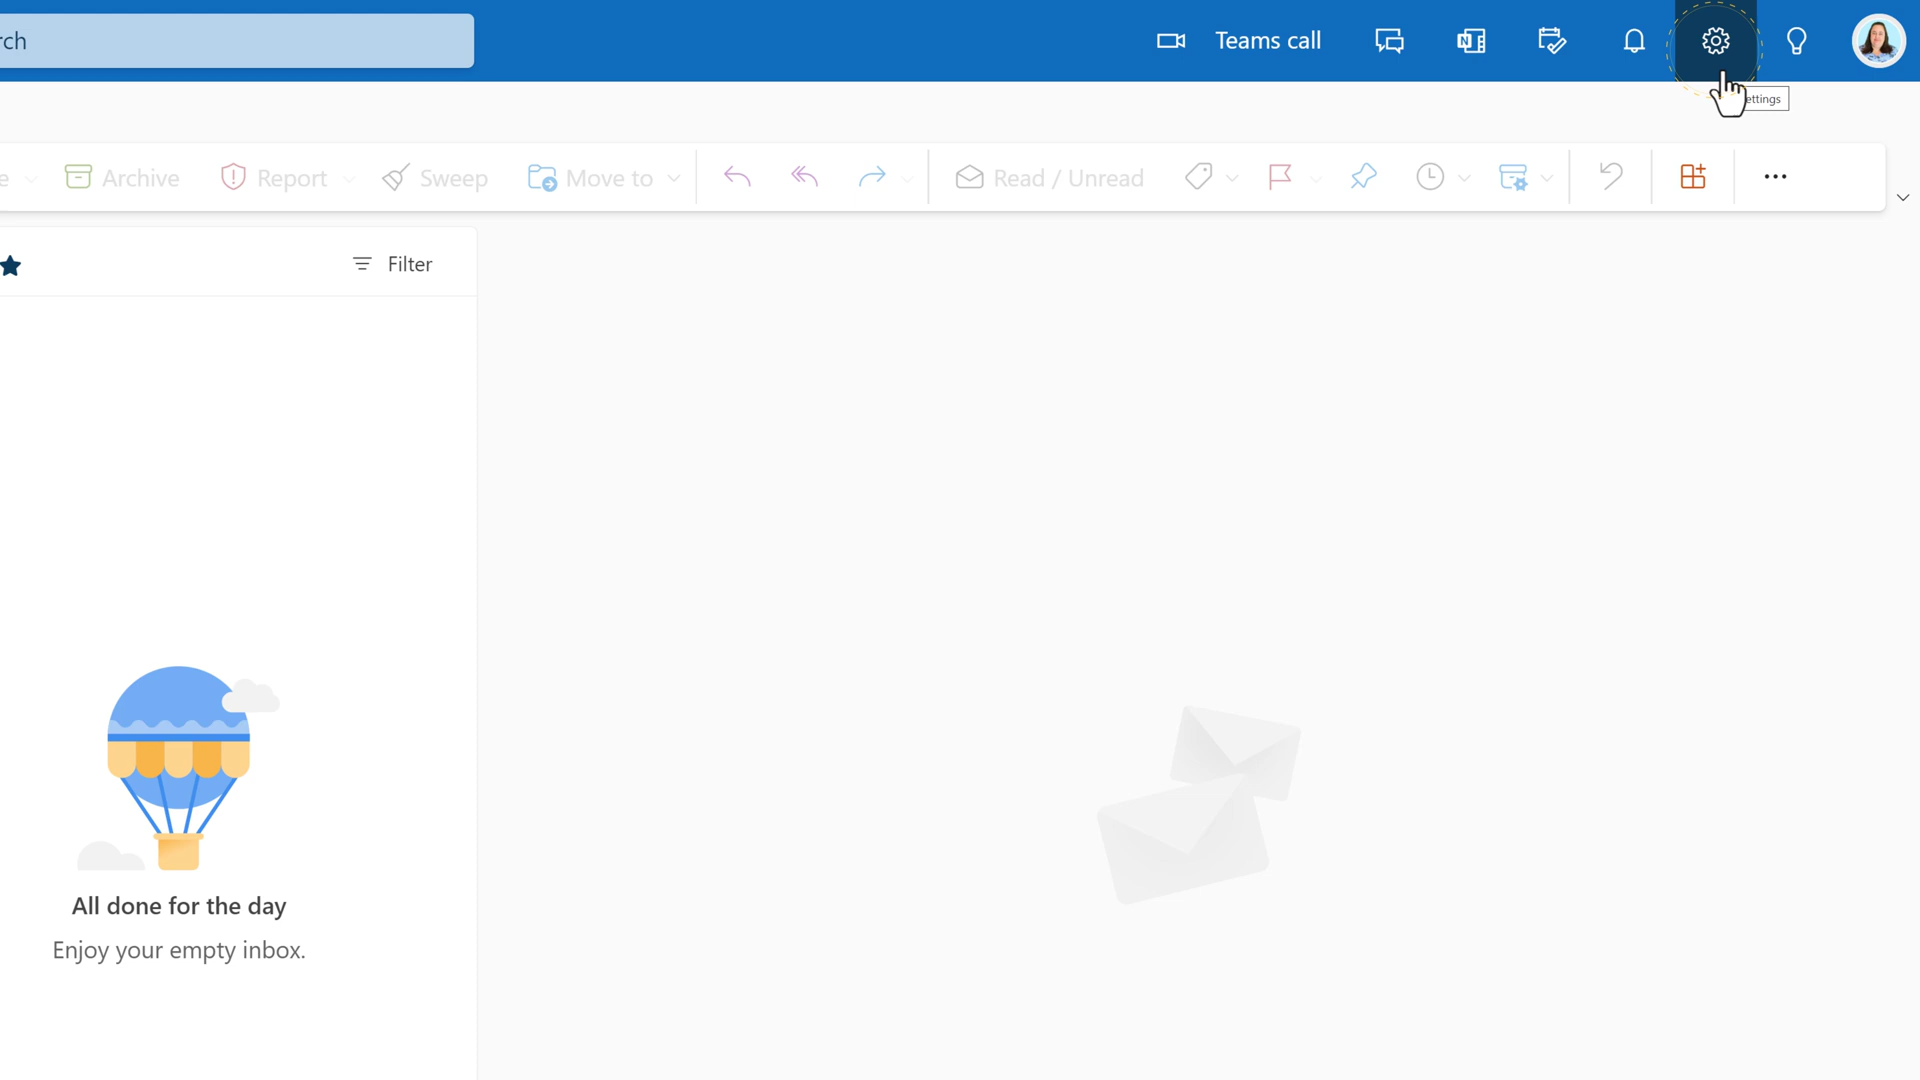 rch
Teams call
ettings
e
Archive
Report
Sweep
Move to
Read / Unread
Filter
All done for the day
Enjoy your empty inbox.